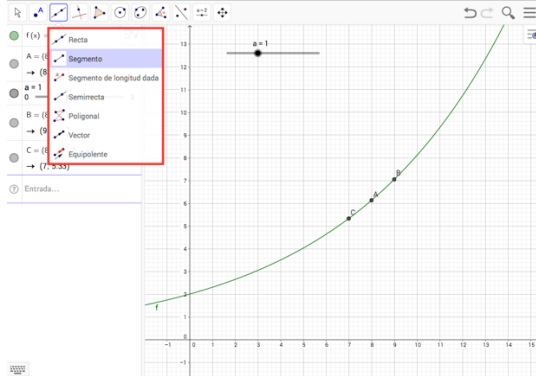 f(x) =
A = (8
→ (8
a = 1
0
B = (8
→ (9
C = (8
→ (7, 5.33)
Entrada...
Recta
Segmento
Segmento de longitud dada
Semirrecta
Poligonal
Vector
Equipolente
a = 1
13
12
11
10
9
8
7
6
5
4
3
2
1
0
−1
−1 0 1 2 3 4 5 6 7 8 9 10 11 12 13 14 15
B
A
C
f